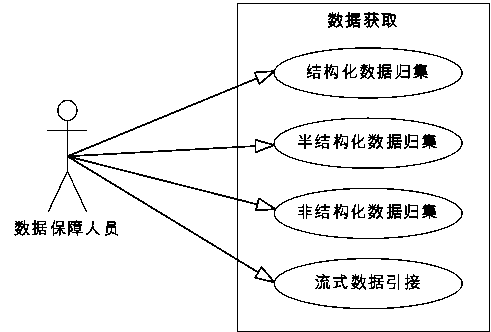 数据获取
结构化数据归集
半结构化数据归集
非结构化数据归集
流式数据引接
数据保障人员